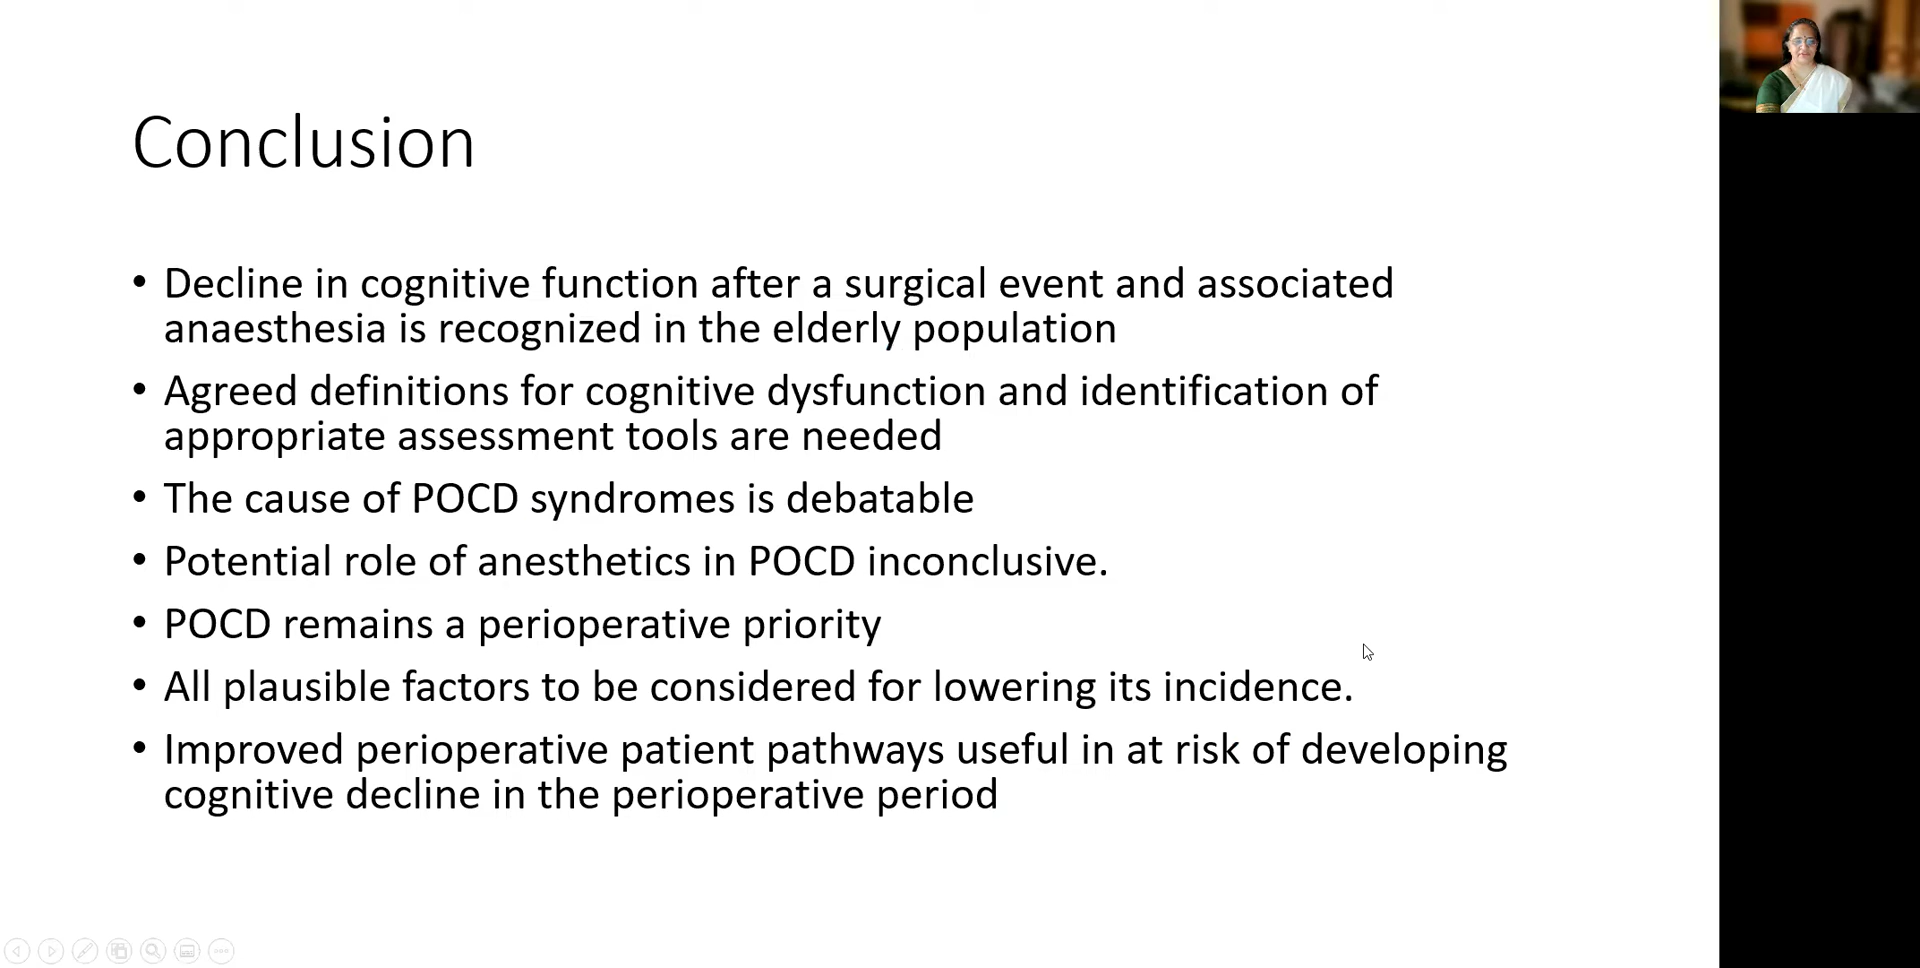 Conclusion
• Decline in cognitive function after a surgical event and associated
anaesthesia is recognized in the elderly population
• Agreed definitions for cognitive dysfunction and identification of
appropriate assessment tools are needed
• The cause of POCD syndromes is debatable
• Potential role of anesthetics in POCD inconclusive.
• POCD remains a perioperative priority
• All plausible factors to be considered for lowering its incidence.
• Improved perioperative patient pathways useful in at risk of developing
cognitive decline in the perioperative period